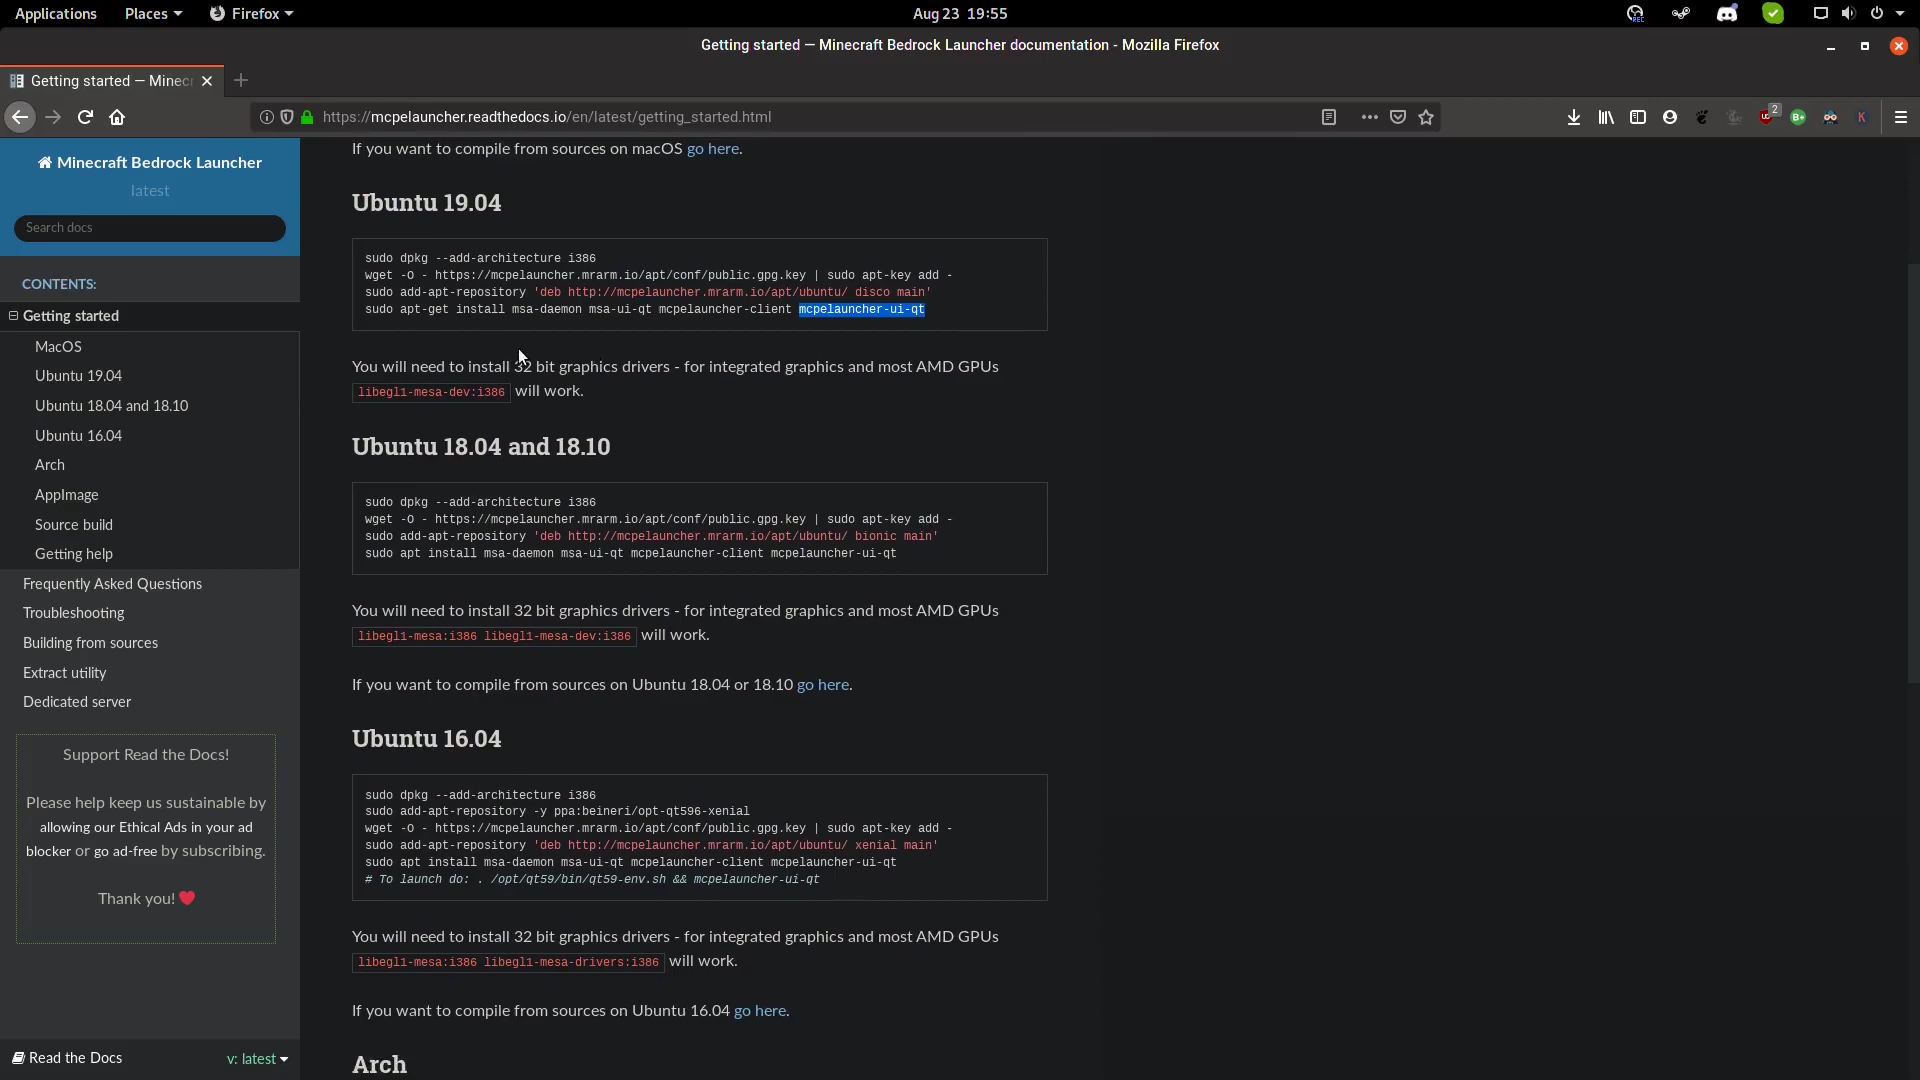 Applications Places Firefox Aug 23 19:55
REC
Getting started — Minecraft Bedrock Launcher documentation - Mozilla Firefox
Getting started — Minecr
https://mcpelauncher.readthedocs.io/en/latest/getting_started.html
2
Minecraft Bedrock Launcher
latest
Search docs
CONTENTS:
Getting started
MacOS
Ubuntu 19.04
Ubuntu 18.04 and 18.10
Ubuntu 16.04
Arch
AppImage
Source build
Getting help
Frequently Asked Questions
Troubleshooting
Building from sources
Extract utility
Dedicated server
Support Read the Docs!
Please help keep us sustainable by
allowing our Ethical Ads in your ad
blocker or go ad-free by subscribing.
Thank you!
Read the Docs v: latest
If you want to compile from sources on macOS go here.
Ubuntu 19.04
sudo dpkg --add-architecture i386
wget -O - https://mcpelauncher.mrarm.io/apt/conf/public.gpg.key | sudo apt-key add -
sudo add-apt-repository 'deb http://mcpelauncher.mrarm.io/apt/ubuntu/ disco main'
sudo apt-get install msa-daemon msa-ui-qt mcpelauncher-client mcpelauncher-ui-qt
You will need to install 32 bit graphics drivers - for integrated graphics and most AMD GPUs
libegl1-mesa-dev:i386 will work.
Ubuntu 18.04 and 18.10
sudo dpkg --add-architecture i386
wget -O - https://mcpelauncher.mrarm.io/apt/conf/public.gpg.key | sudo apt-key add -
sudo add-apt-repository 'deb http://mcpelauncher.mrarm.io/apt/ubuntu/ bionic main'
sudo apt install msa-daemon msa-ui-qt mcpelauncher-client mcpelauncher-ui-qt
You will need to install 32 bit graphics drivers - for integrated graphics and most AMD GPUs
libegl1-mesa:i386 libegl1-mesa-dev:i386 will work.
If you want to compile from sources on Ubuntu 18.04 or 18.10 go here.
Ubuntu 16.04
sudo dpkg --add-architecture i386
sudo add-apt-repository -y ppa:beineri/opt-qt596-xenial
wget -O - https://mcpelauncher.mrarm.io/apt/conf/public.gpg.key | sudo apt-key add -
sudo add-apt-repository 'deb http://mcpelauncher.mrarm.io/apt/ubuntu/ xenial main'
sudo apt install msa-daemon msa-ui-qt mcpelauncher-client mcpelauncher-ui-qt
# To launch do: . /opt/qt59/bin/qt59-env.sh && mcpelauncher-ui-qt
You will need to install 32 bit graphics drivers - for integrated graphics and most AMD GPUs
libegl1-mesa:i386 libegl1-mesa-drivers:i386 will work.
If you want to compile from sources on Ubuntu 16.04 go here.
Arch